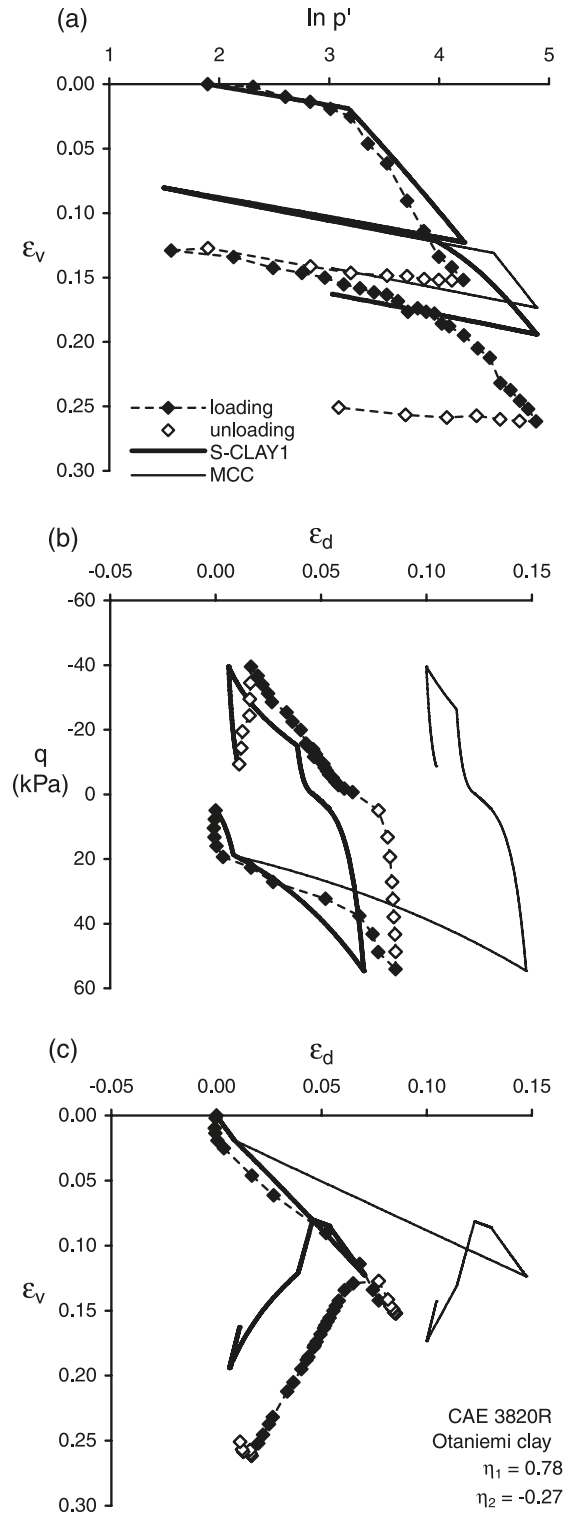 (a)
ln p'
1 2 3 4 5
0.00
0.05
0.10
εv
0.15
0.20
0.25
0.30
loading
unloading
S-CLAY1
MCC
(b)
εd
-0.05 0.00 0.05 0.10 0.15
-60
-40
-20
q
(kPa)
0
20
40
60
(c)
εd
-0.05 0.00 0.05 0.10 0.15
0.00
0.05
0.10
εv
0.15
0.20
0.25
0.30
CAE 3820R
Otaniemi clay
η1 = 0.78
η2 = -0.27